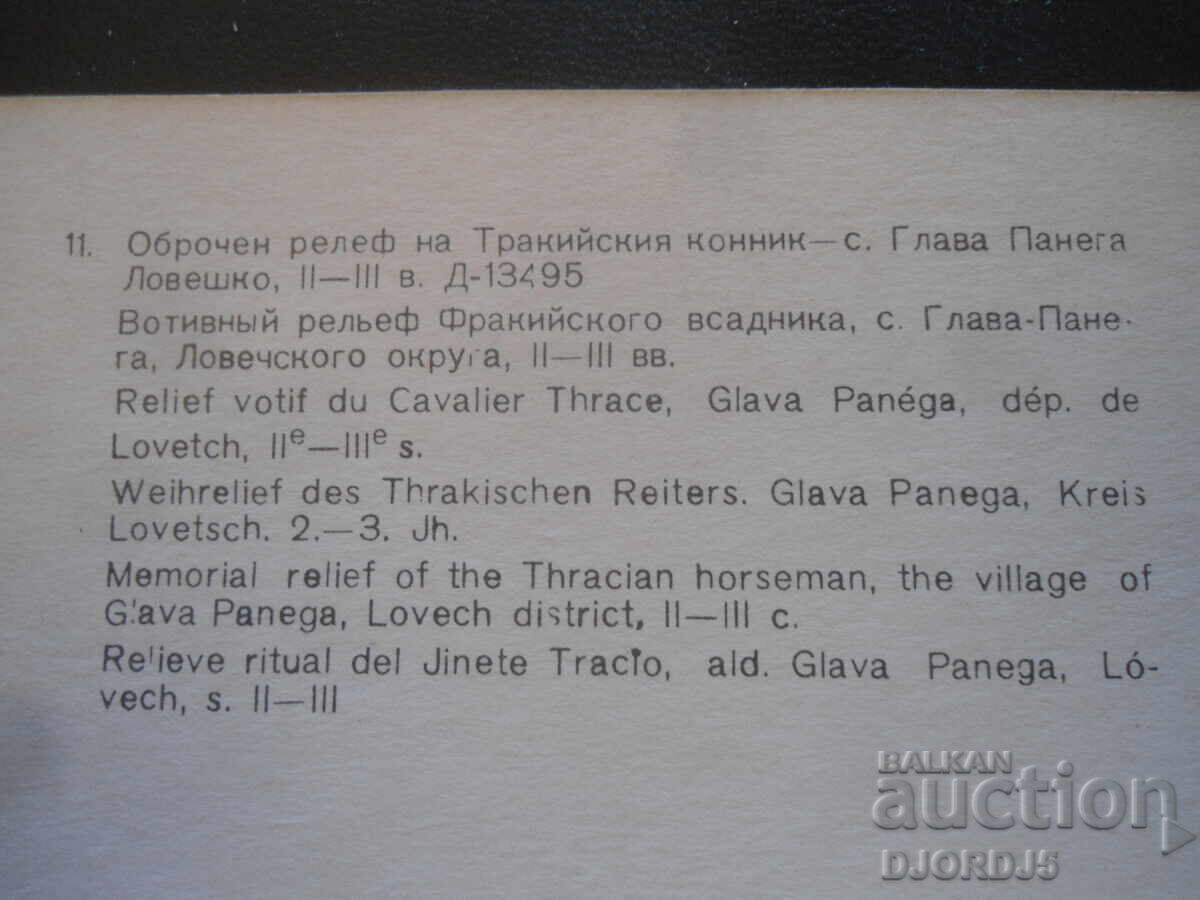 11. Оброчен релеф на Тракийския конник—с. Глава Панега
Ловешко, II—III в. Д-13495
Вотивный рельеф Фракийского всадника, с. Глава-Пане-
га, Ловечского округа, II—III вв.
Relief votif du Cavalier Thrace, Glava Panéga, dép. de
Lovetch, IIe—IIIe s.
Weihrelief des Thrakischen Reiters. Glava Panega, Kreis
Lovetsch. 2.—3. Jh.
Memorial relief of the Thracian horseman, the village of
Glava Panega, Lovech district, II—III c.
Relieve ritual del Jinete Tracio, ald. Glava Panega, Ló-
vech, s. II—III
BALKAN
auction
DJORDJ5